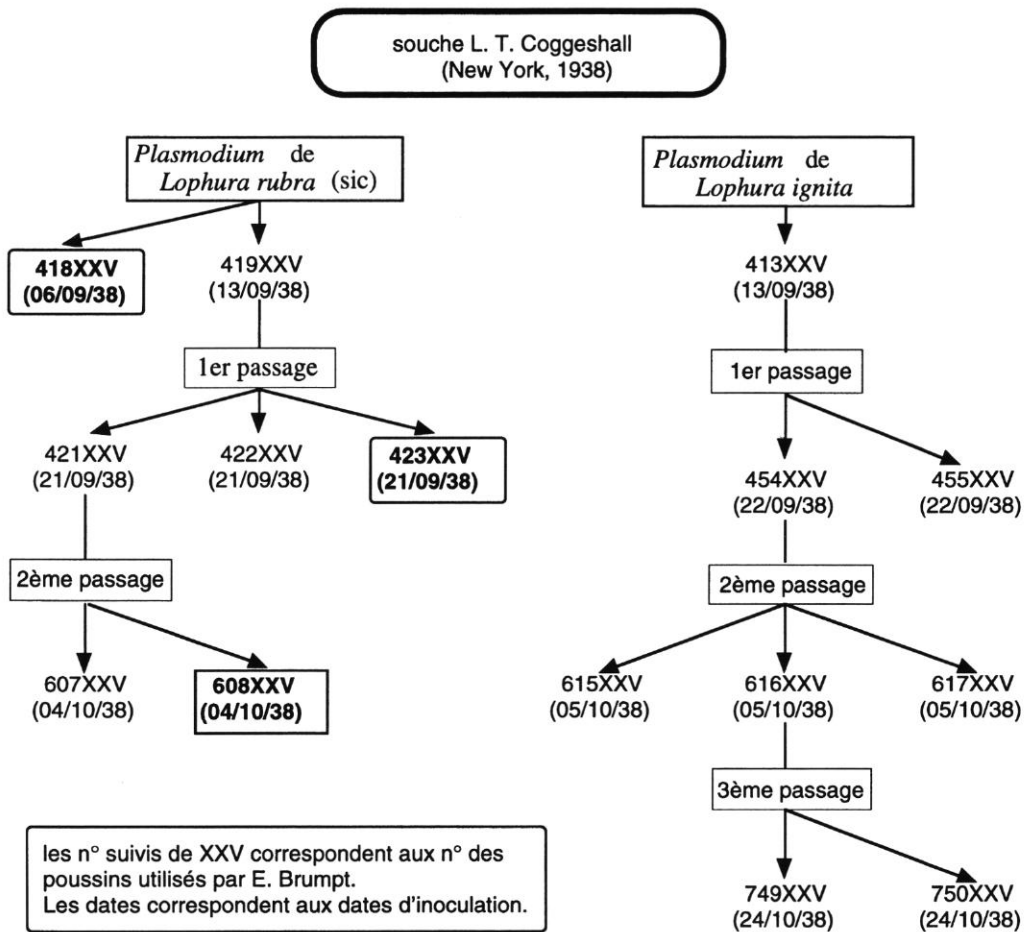 souche L. T. Coggeshall
(New York, 1938)
Plasmodium de
Lophura rubra (sic)
Plasmodium de
Lophura ignita
418XXV
(06/09/38)
419XXV
(13/09/38)
413XXV
(13/09/38)
1er passage
1er passage
421XXV
(21/09/38)
422XXV
(21/09/38)
423XXV
(21/09/38)
454XXV
(22/09/38)
455XXV
(22/09/38)
2ème passage
2ème passage
607XXV
(04/10/38)
608XXV
(04/10/38)
615XXV
(05/10/38)
616XXV
(05/10/38)
617XXV
(05/10/38)
3ème passage
749XXV
(24/10/38)
750XXV
(24/10/38)
les n° suivis de XXV correspondent aux n° des
poussins utilisés par E. Brumpt.
Les dates correspondent aux dates d'inoculation.